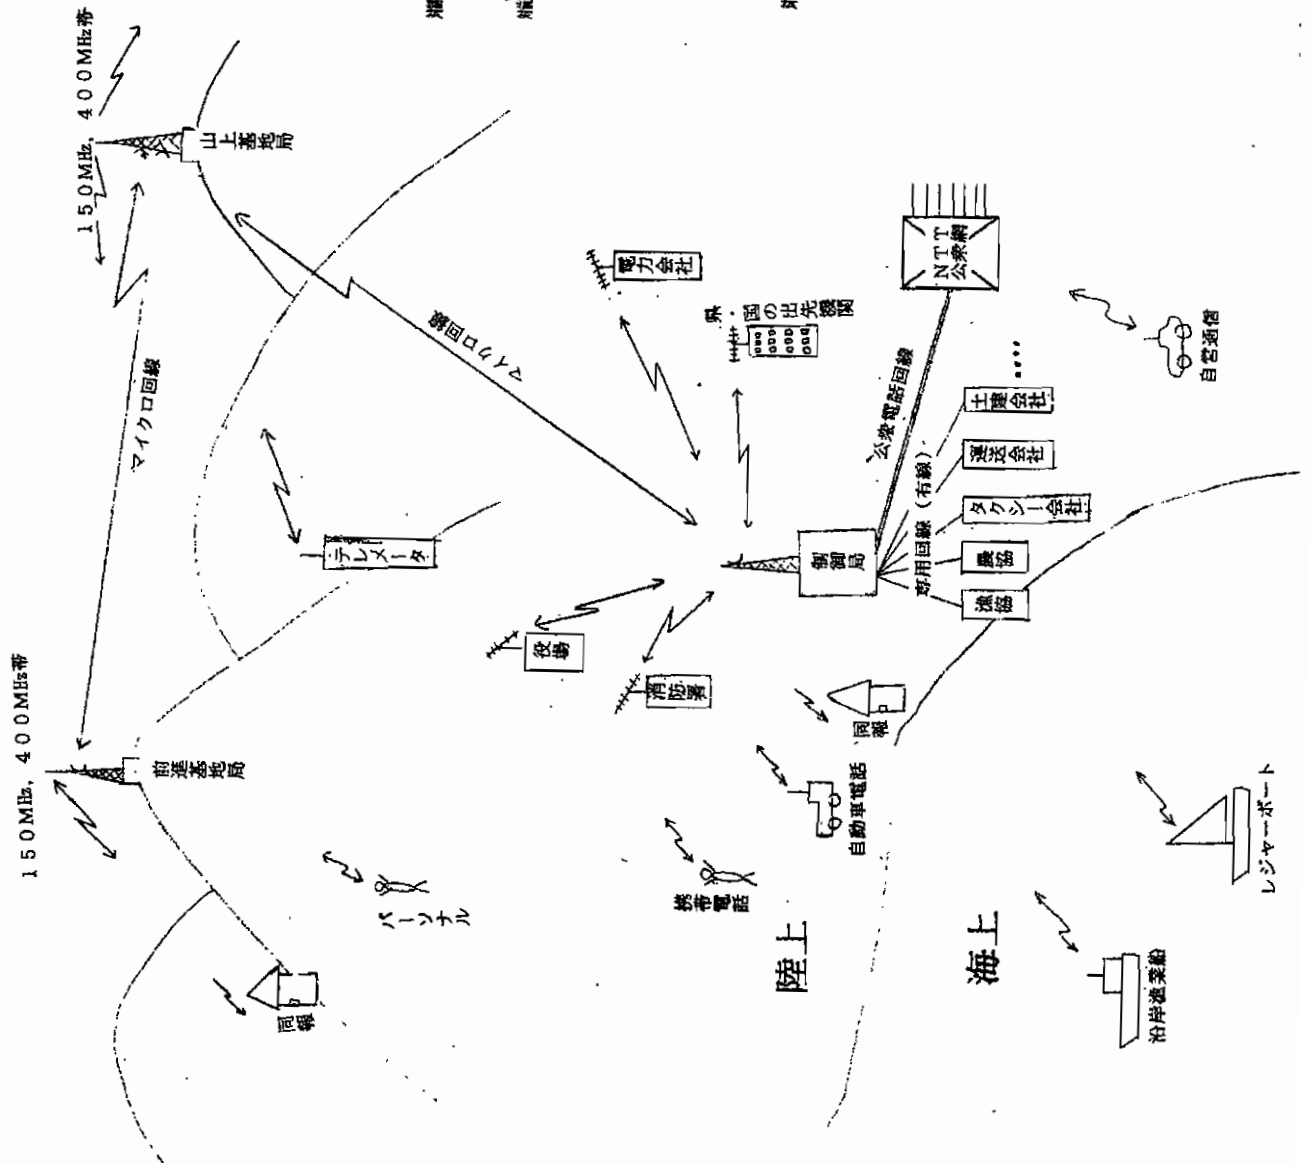 150MHz, 400MHz帯
150MHz, 400MHz帯
前進基地局
山上基地局
マイクロ回線
マイクロ回線
同報
パーソナル
テレメータ
役場
消防署
電力会社
県・国の出先機関
携帯電話
自動車電話
同報
制御局
公衆電話回線
NTT
公衆網
専用回線(有線)
漁協
農協
タクシー会社
運送会社
土建会社
・・・・
自営通信
陸上
海上
沿岸漁業船
レジャーボート